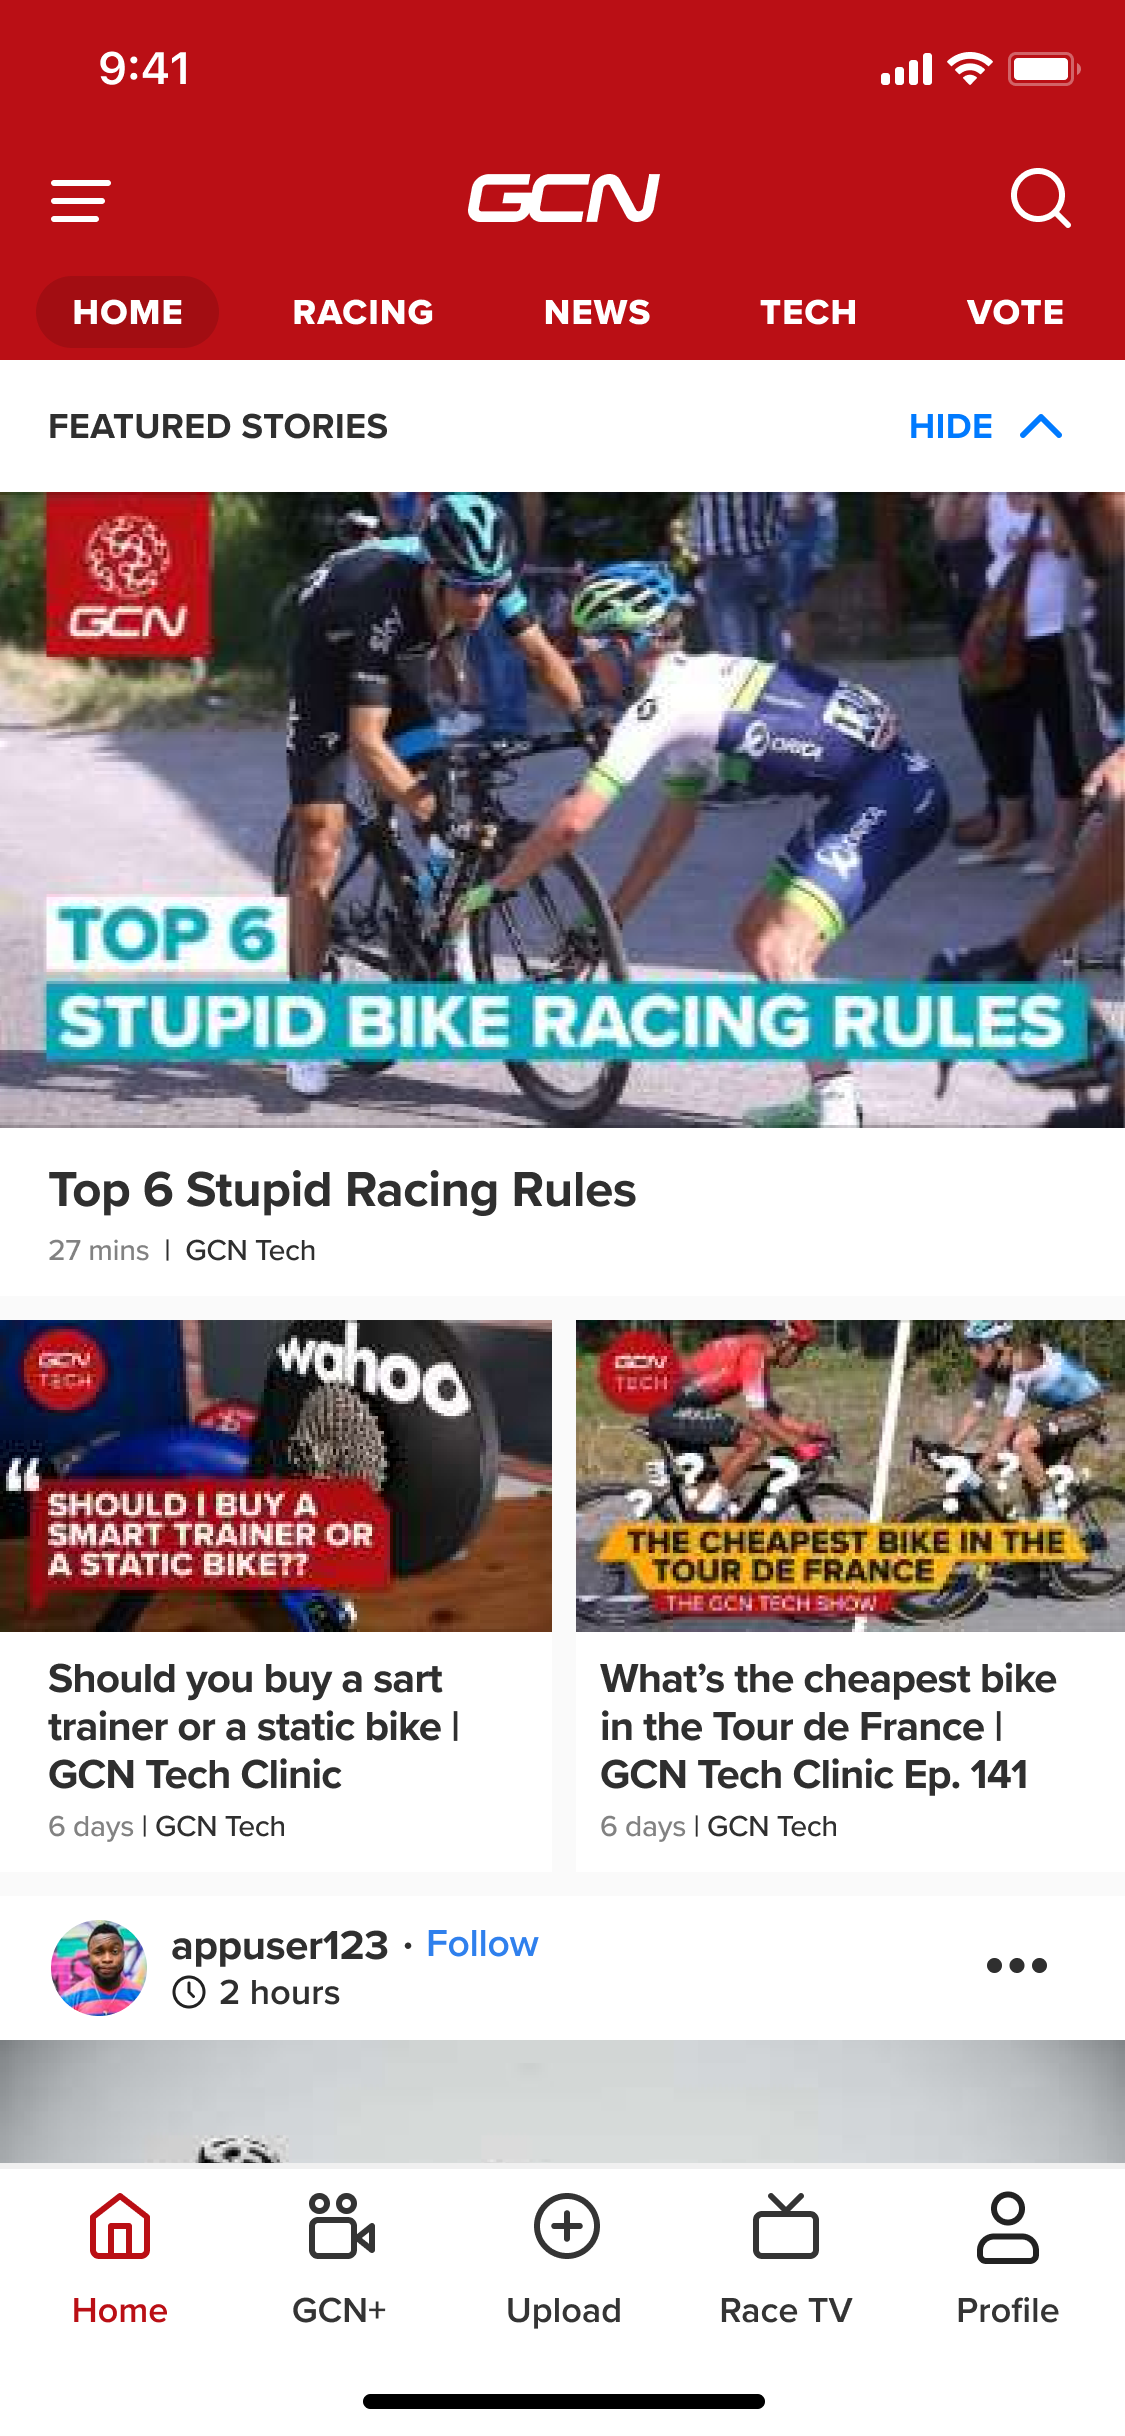 9:41
GCN
HOME RACING NEWS TECH VOTE
FEATURED STORIES HIDE
GCN
ORICA
ORICA
TOP 6
STUPID BIKE RACING RULES
Top 6 Stupid Racing Rules
27 mins | GCN Tech
GCN
TECH
wahoo
“
SHOULD I BUY A
SMART TRAINER OR
A STATIC BIKE??
Should you buy a sart
trainer or a static bike |
GCN Tech Clinic
6 days | GCN Tech
GCN
TECH
? ? ? ? ? ?
THE CHEAPEST BIKE IN THE
TOUR DE FRANCE
THE GCN TECH SHOW
What’s the cheapest bike
in the Tour de France |
GCN Tech Clinic Ep. 141
6 days | GCN Tech
appuser123 · Follow
2 hours
Home GCN+ Upload Race TV Profile